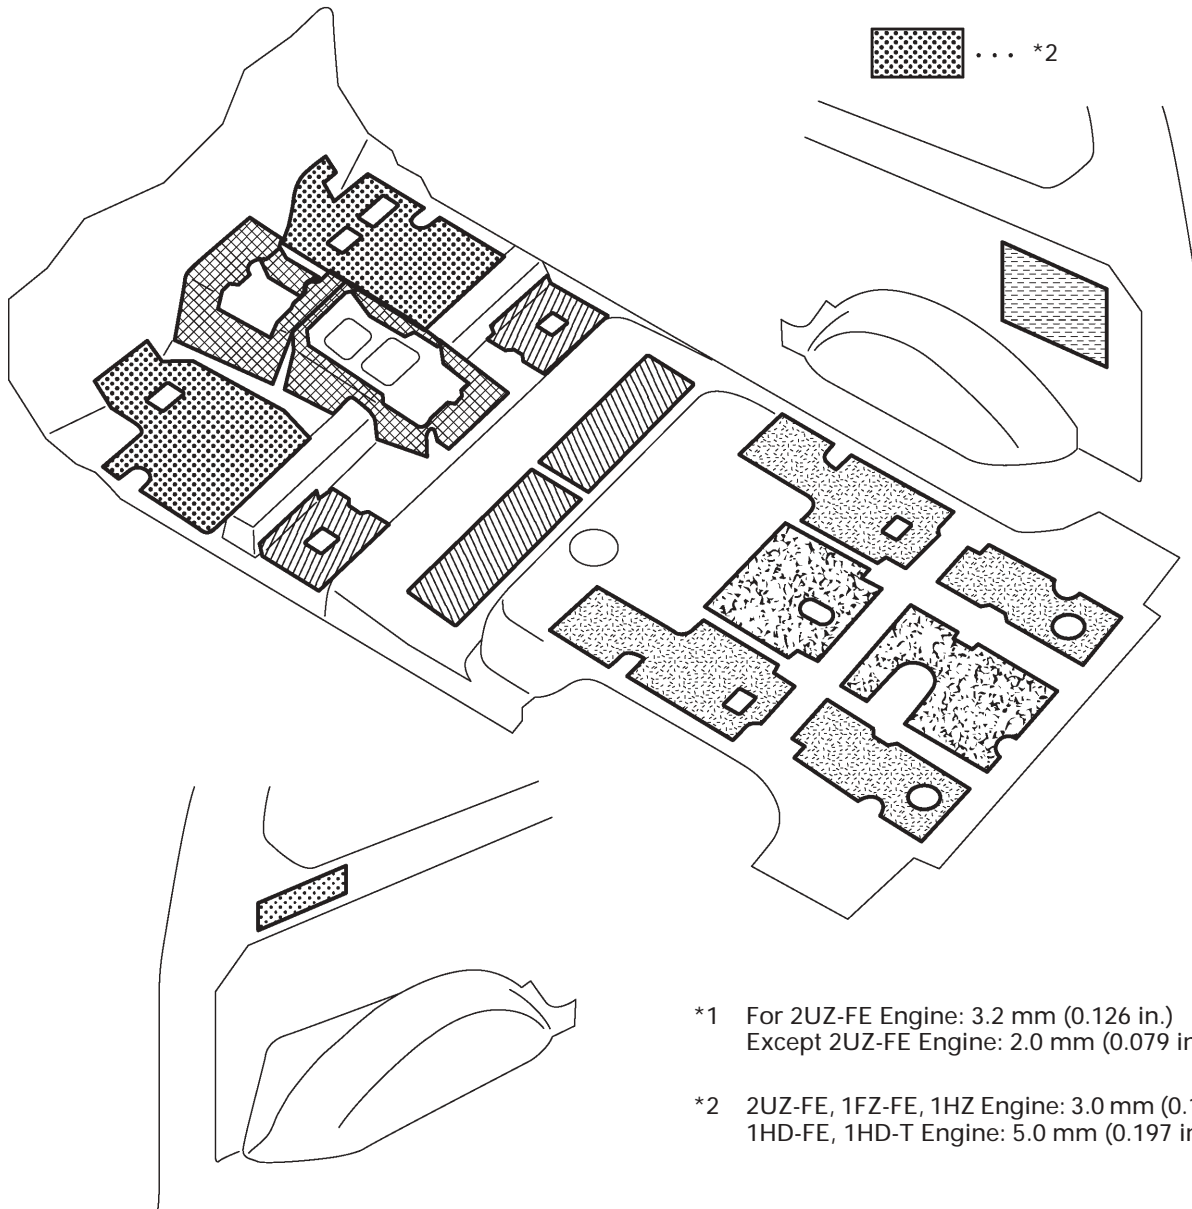 · · · *2
*1 For 2UZ-FE Engine: 3.2 mm (0.126 in.)
Except 2UZ-FE Engine: 2.0 mm (0.079 in
*2 2UZ-FE, 1FZ-FE, 1HZ Engine: 3.0 mm (0.1
1HD-FE, 1HD-T Engine: 5.0 mm (0.197 in